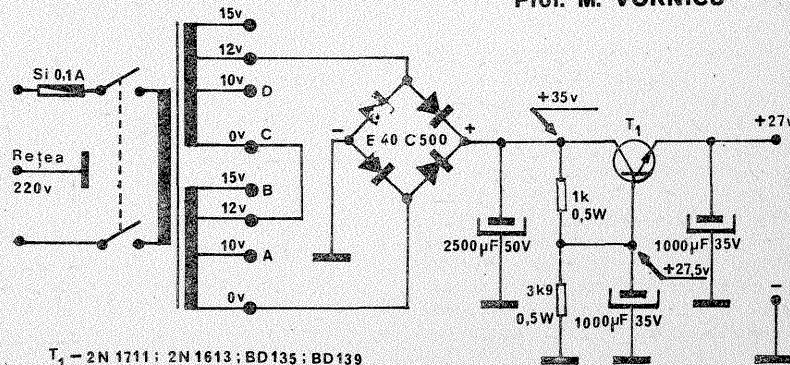 Prof. M. VORNICU
15v
12v
10v
D
0v C
15v
B
12v
10v
A
0v
Si 0,1A
Rețea
220v
E 40 C500
-
+
+35v
T1
+27v
1k
0,5W
2500µF 50V
1000µF 35V
+27,5v
3k9
0,5W
1000µF 35V
-
T1 – 2N 1711 ; 2N 1613 ; BD135 ; BD139